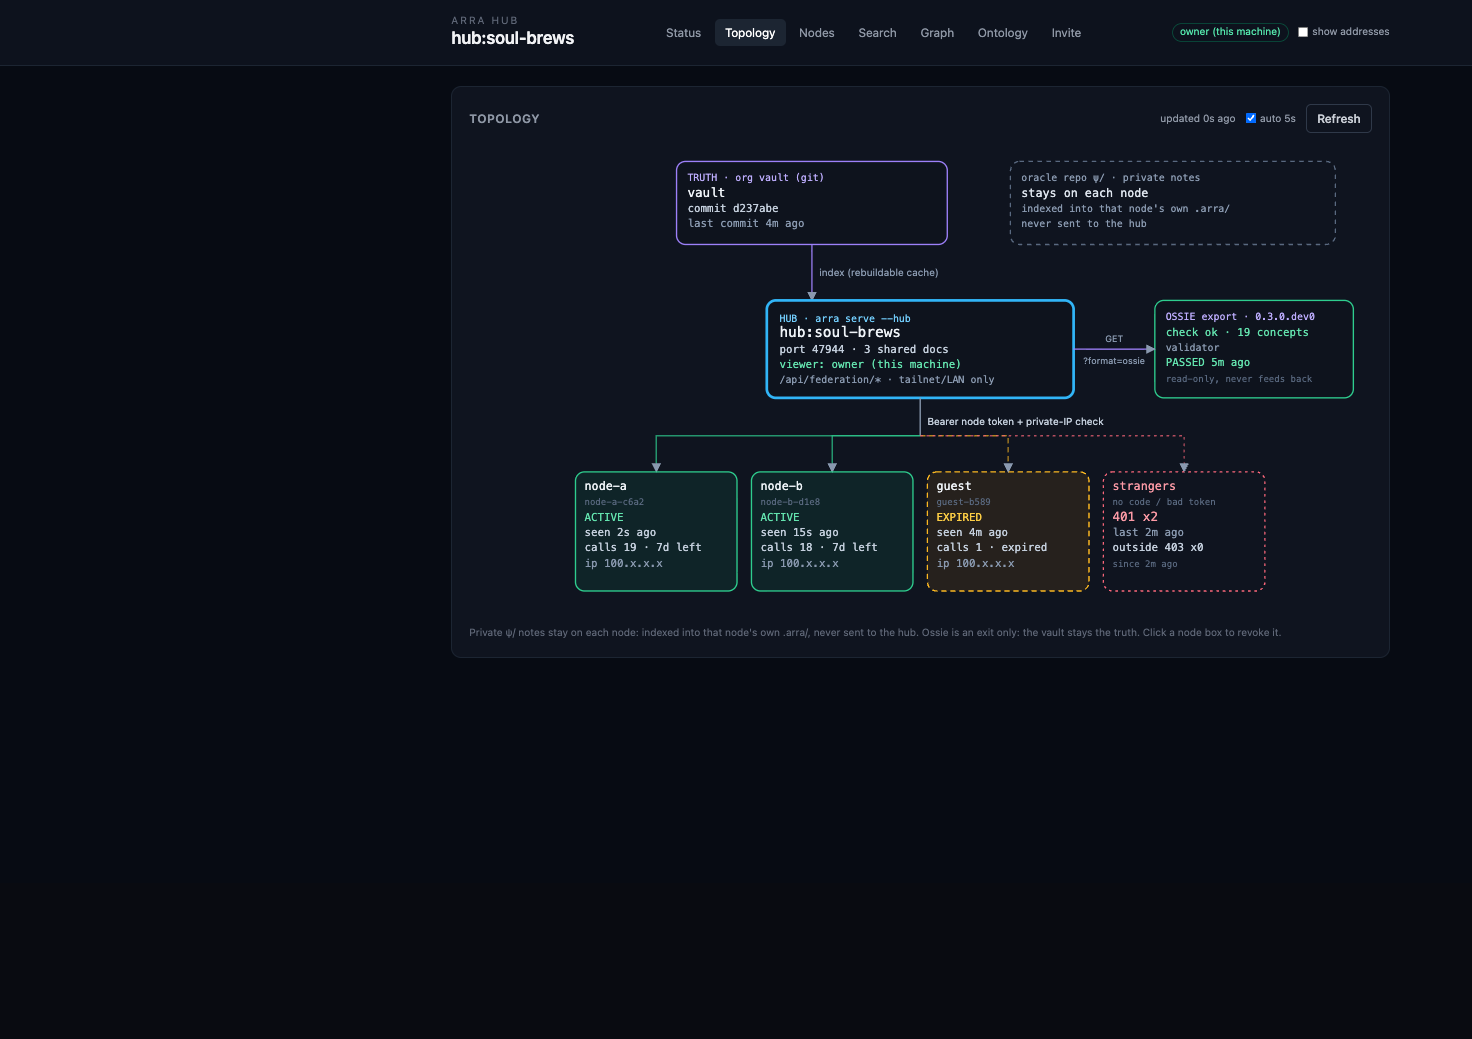 ARRA HUB
hub:soul-brews
Status
Topology
Nodes
Search
Graph
Ontology
Invite
owner (this machine)
show addresses
TOPOLOGY
updated 0s ago
auto 5s
Refresh
TRUTH · org vault (git)
vault
commit d237abe
last commit 4m ago
oracle repo ψ/ · private notes
stays on each node
indexed into that node's own .arra/
never sent to the hub
index (rebuildable cache)
HUB · arra serve --hub
hub:soul-brews
port 47944 · 3 shared docs
viewer: owner (this machine)
/api/federation/* · tailnet/LAN only
GET
?format=ossie
OSSIE export · 0.3.0.dev0
check ok · 19 concepts
validator
PASSED 5m ago
read-only, never feeds back
Bearer node token + private-IP check
node-a
node-a-c6a2
ACTIVE
seen 2s ago
calls 19 · 7d left
ip 100.x.x.x
node-b
node-b-d1e8
ACTIVE
seen 15s ago
calls 18 · 7d left
ip 100.x.x.x
guest
guest-b589
EXPIRED
seen 4m ago
calls 1 · expired
ip 100.x.x.x
strangers
no code / bad token
401 x2
last 2m ago
outside 403 x0
since 2m ago
Private ψ/ notes stay on each node: indexed into that node's own .arra/, never sent to the hub. Ossie is an exit only: the vault stays the truth. Click a node box to revoke it.